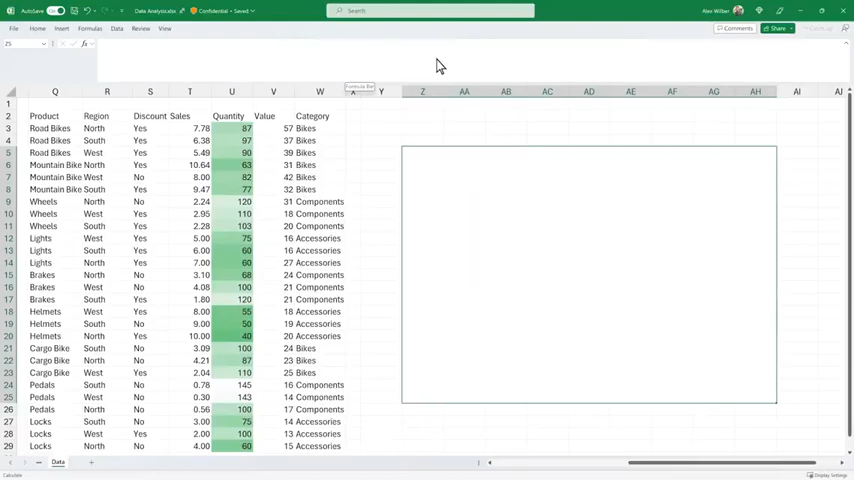 AutoSave On Data Analysis.xlsx Confidential • Saved Search Alex Wilber
File Home Insert Formulas Data Review View Comments Share
Z5 fx
Formula Bar
Q R S T U V W X Y Z AA AB AC AD AE AF AG AH AI AJ
1
2 Product Region Discount Sales Quantity Value Category
3 Road Bikes North Yes 7.78 87 57 Bikes
4 Road Bikes South Yes 6.38 97 37 Bikes
5 Road Bikes West Yes 5.49 90 39 Bikes
6 Mountain Bike North Yes 10.64 63 31 Bikes
7 Mountain Bike West No 8.00 82 42 Bikes
8 Mountain Bike South Yes 9.47 77 32 Bikes
9 Wheels North No 2.24 120 31 Components
10 Wheels West Yes 2.95 110 18 Components
11 Wheels South Yes 2.28 103 20 Components
12 Lights West Yes 5.00 75 16 Accessories
13 Lights South Yes 6.00 60 16 Accessories
14 Lights North Yes 7.00 60 27 Accessories
15 Brakes North No 3.10 68 24 Components
16 Brakes West No 4.08 100 21 Components
17 Brakes South Yes 1.80 120 21 Components
18 Helmets West Yes 8.00 55 18 Accessories
19 Helmets South No 9.00 50 19 Accessories
20 Helmets North Yes 10.00 40 20 Accessories
21 Cargo Bike South No 3.09 100 24 Bikes
22 Cargo Bike North No 4.21 87 23 Bikes
23 Cargo Bike West Yes 2.04 110 25 Bikes
24 Pedals South No 0.78 145 16 Components
25 Pedals West No 0.30 143 14 Components
26 Pedals North No 0.56 100 17 Components
27 Locks South No 3.00 75 14 Accessories
28 Locks West Yes 2.00 100 13 Accessories
29 Locks North No 4.00 60 15 Accessories
Data
Calculate Display Settings